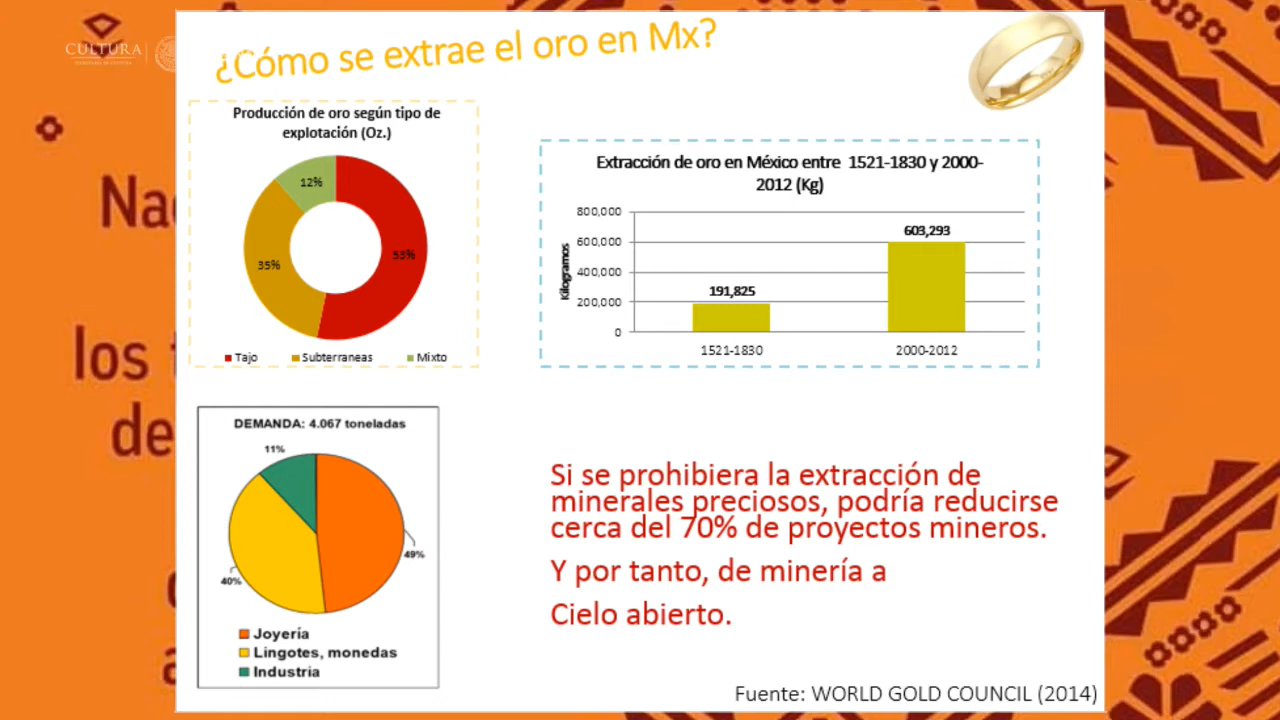 CULTURA
¿Cómo se extrae el oro en Mx?
Producción de oro según tipo de
explotación (Oz.)
12%
53%
35%
Tajo
Subterraneas
Mixto
Extracción de oro en México entre 1521-1830 y 2000-
2012 (Kg)
Kilogramos
800,000
600,000
400,000
200,000
0
191,825
603,293
1521-1830
2000-2012
DEMANDA: 4.067 toneladas
11%
49%
40%
Joyería
Lingotes, monedas
Industria
Si se prohibiera la extracción de
minerales preciosos, podría reducirse
cerca del 70% de proyectos mineros.
Y por tanto, de minería a
Cielo abierto.
Fuente: WORLD GOLD COUNCIL (2014)
Na
los
de